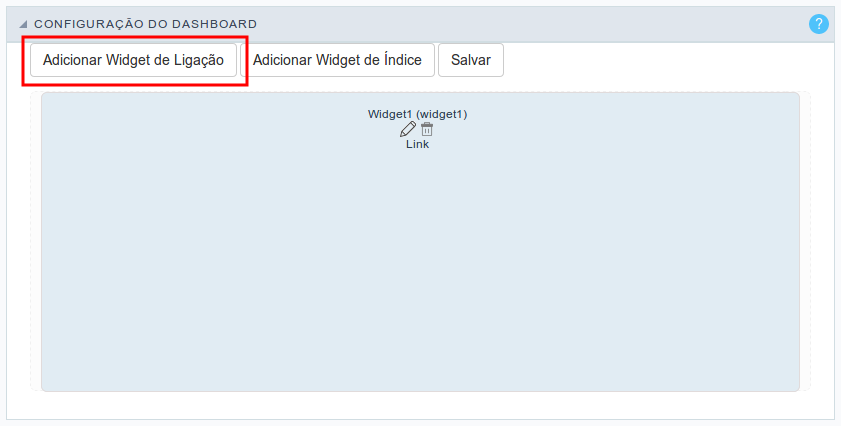 CONFIGURAÇÃO DO DASHBOARD
?
Adicionar Widget de Ligação Adicionar Widget de Índice Salvar
Widget1 (widget1)
Link